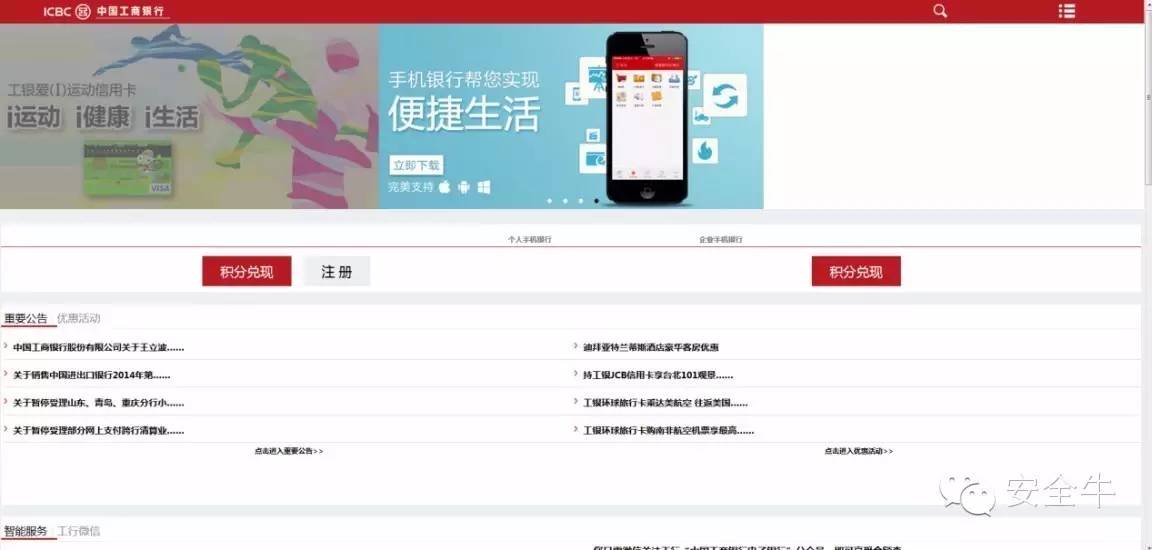 ICBC 中国工商银行
工银爱(I)运动信用卡
i运动 i健康 i生活
VISA
手机银行帮您实现
便捷生活
立即下载
完美支持
个人手机银行 企业手机银行
积分兑现 注册 积分兑现
重要公告 优惠活动
中国工商银行股份有限公司关于王立波...... 迪拜亚特兰蒂斯酒店豪华客房优惠
关于销售中国进出口银行2014年第...... 持工银JCB信用卡享台北101观景......
关于暂停受理山东、青岛、重庆分行小...... 工银环球旅行卡乘达美航空 往返美国......
关于暂停受理部分网上支付跨行清算业...... 工银环球旅行卡购南非航空机票享最高......
点击进入重要公告>> 点击进入优惠活动>>
安全牛
智能服务 工行微信